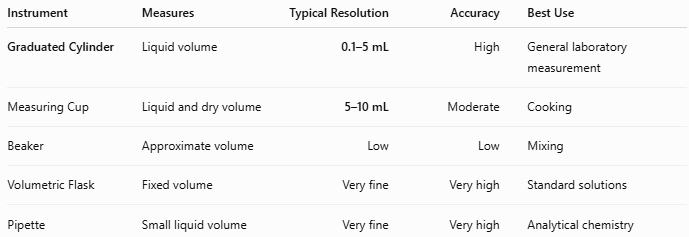 Instrument Measures Typical Resolution Accuracy Best Use
Graduated Cylinder Liquid volume 0.1–5 mL High General laboratory
measurement
Measuring Cup Liquid and dry volume 5–10 mL Moderate Cooking
Beaker Approximate volume Low Low Mixing
Volumetric Flask Fixed volume Very fine Very high Standard solutions
Pipette Small liquid volume Very fine Very high Analytical chemistry